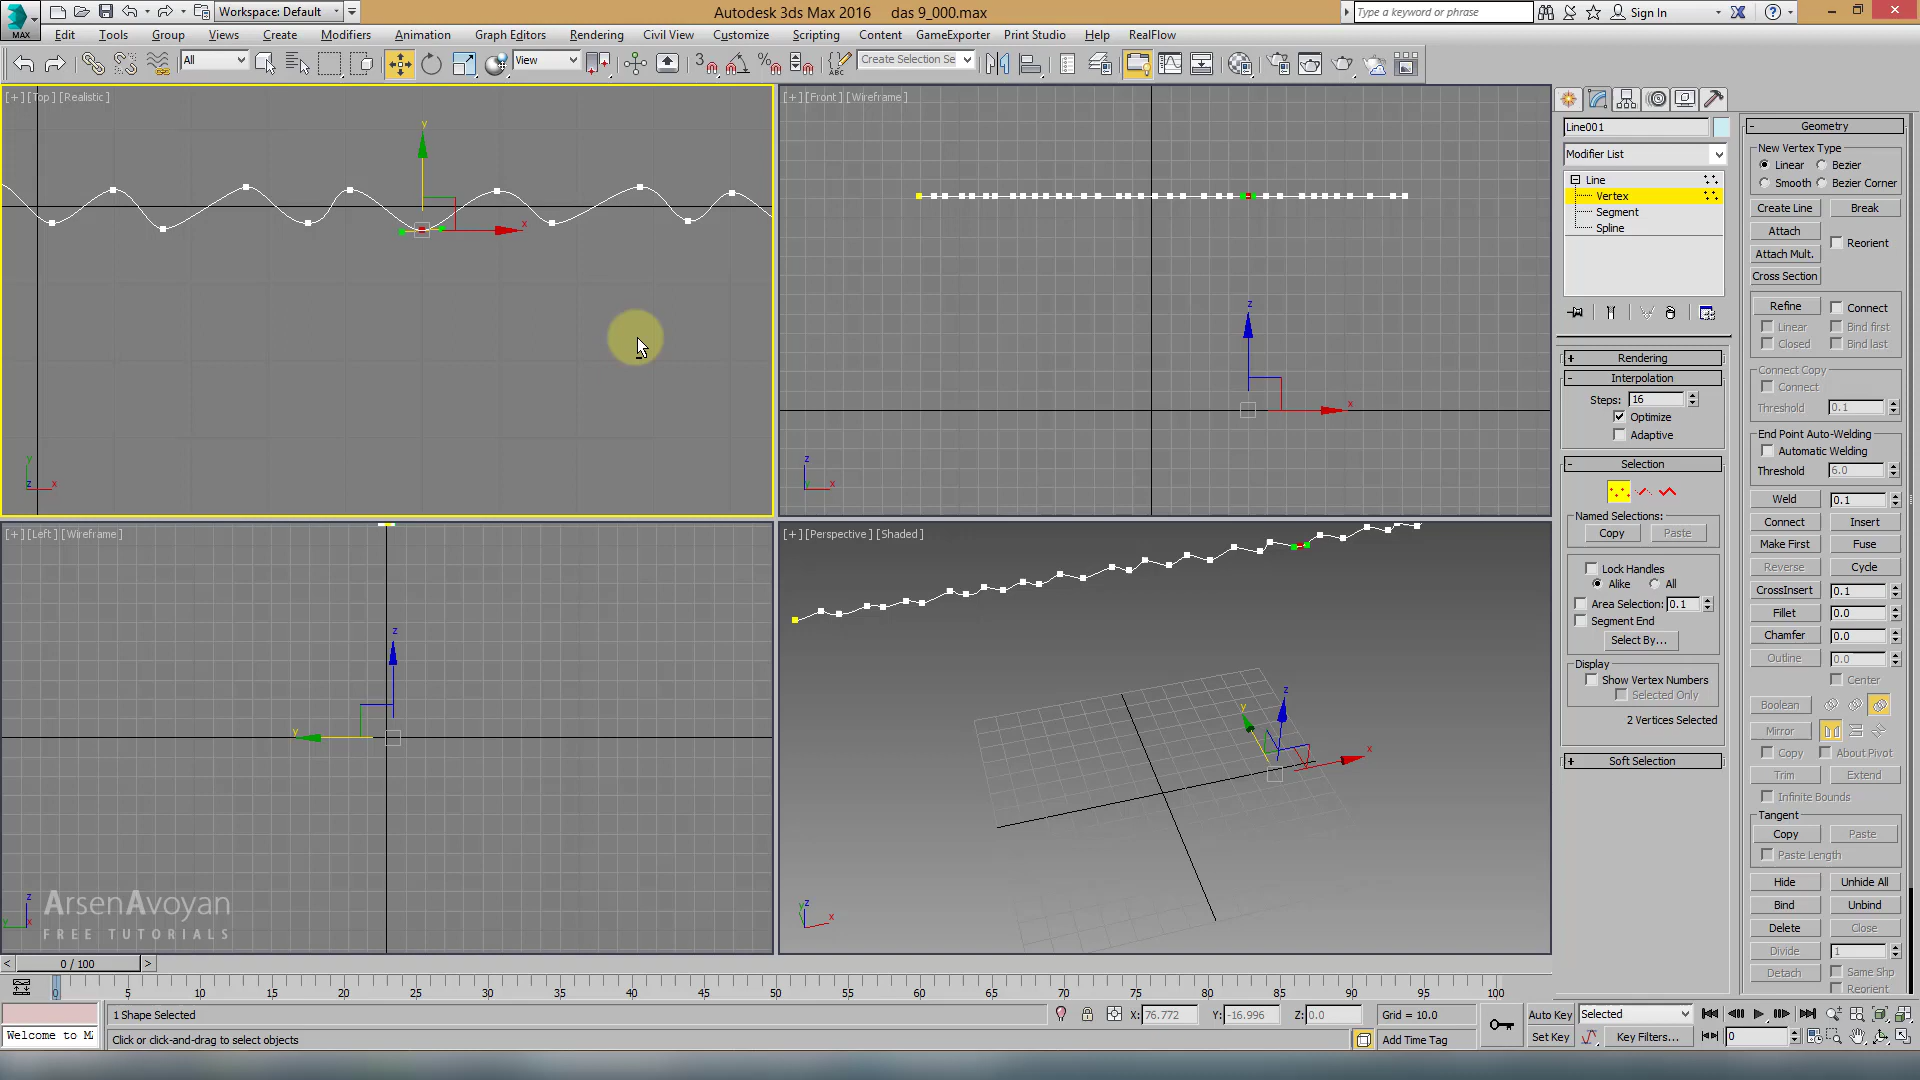 Workspace: Default
Autodesk 3ds Max 2016    das 9_000.max
Type a keyword or phrase
Sign In
MAX
Edit Tools Group Views Create Modifiers Animation Graph Editors Rendering Civil View Customize Scripting Content GameExporter Print Studio Help RealFlow
All
View
3
ABC
Create Selection Se
[+] [Top] [Realistic]
y
x
y
z
x
[+] [Front] [Wireframe]
z
x
z
x
[+] [Left] [Wireframe]
z
y
z
y
x
ArsenAvoyan
FREE TUTORIALS
[+] [Perspective] [Shaded]
z
y
x
z
x
Line001
Modifier List
Line
Vertex
Segment
Spline
Rendering
Interpolation
Steps: 16
Optimize
Adaptive
Selection
Named Selections:
Copy Paste
Lock Handles
Alike All
Area Selection: 0.1
Segment End
Select By...
Display
Show Vertex Numbers
Selected Only
2 Vertices Selected
Soft Selection
Geometry
New Vertex Type
Linear Bezier
Smooth Bezier Corner
Create Line Break
Attach
Reorient
Attach Mult.
Cross Section
Refine Connect
Linear Bind first
Closed Bind last
Connect Copy
Connect
Threshold 0.1
End Point Auto-Welding
Automatic Welding
Threshold 6.0
Weld 0.1
Connect Insert
Make First Fuse
Reverse Cycle
CrossInsert 0.1
Fillet 0.0
Chamfer 0.0
Outline 0.0
Center
Boolean
Mirror
Copy About Pivot
Trim Extend
Infinite Bounds
Tangent
Copy Paste
Paste Length
Hide Unhide All
Bind Unbind
Delete Close
Divide 1
Detach Same Shp
Reorient
< 0 / 100 >
0 5 10 15 20 25 30 35 40 45 50 55 60 65 70 75 80 85 90 95 100
1 Shape Selected
X: 76.772 Y: -16.996 Z: 0.0
Grid = 10.0
Auto Key Selected
Welcome to M
Click or click-and-drag to select objects
Add Time Tag
Set Key Key Filters...
0